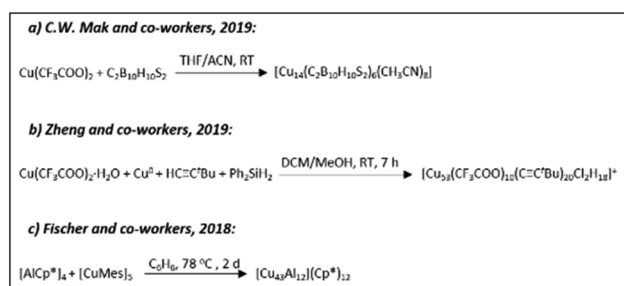 a) C.W. Mak and co-workers, 2019:
THF/ACN, RT
Cu(CF₃COO)₂ + C₂B₁₀H₁₀S₂ → [Cu₁₄(C₂B₁₀H₁₀S₂)₆(CH₃CN)₈]
b) Zheng and co-workers, 2019:
DCM/MeOH, RT, 7 h
Cu(CF₃COO)₂·H₂O + Cu⁰ + HC≡CᵗBu + Ph₂SiH₂ → [Cu₅₃(CF₃COO)₁₀(C≡CᵗBu)₂₀Cl₂H₁₈]⁺
c) Fischer and co-workers, 2018:
C₆H₆, 78 °C, 2 d
[AlCp*]₄ + [CuMes]₅ → [Cu₄₃Al₁₂](Cp*)₁₂